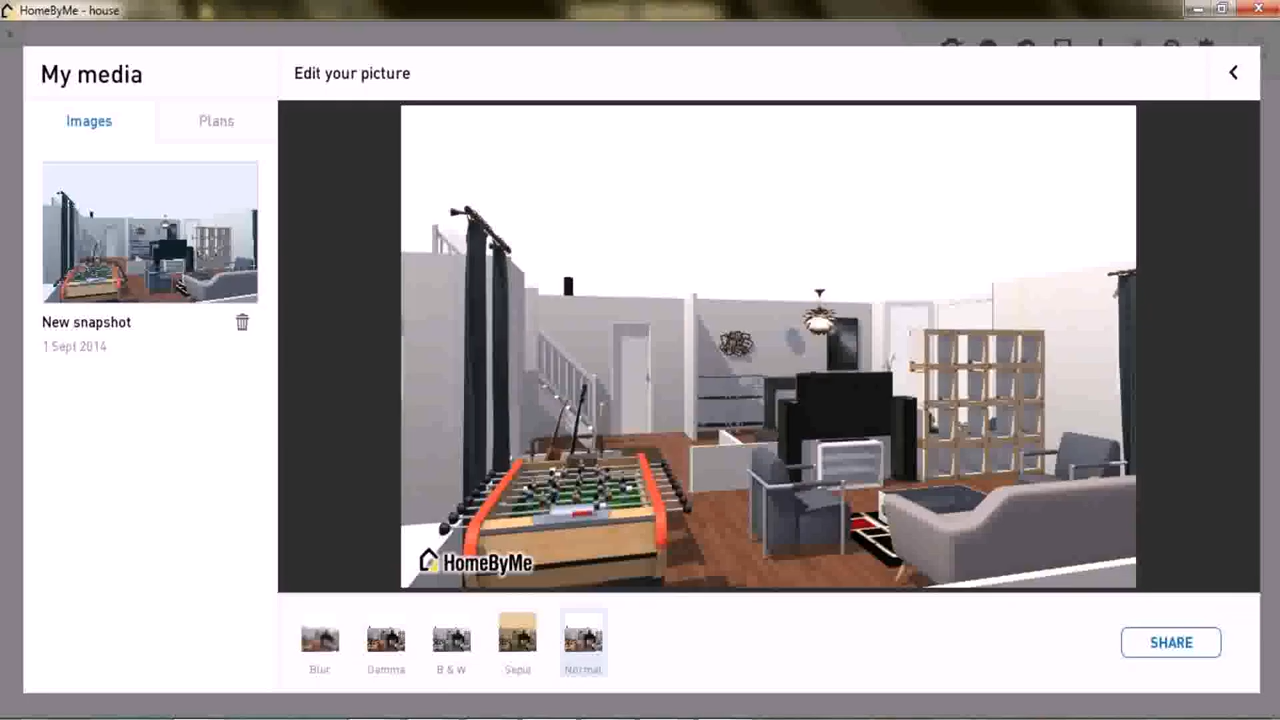 HomeByMe - house
My media
Edit your picture
Images
Plans
New snapshot
1 Sept 2014
HomeByMe
Blur
Gamma
B & W
Sepia
Normal
SHARE